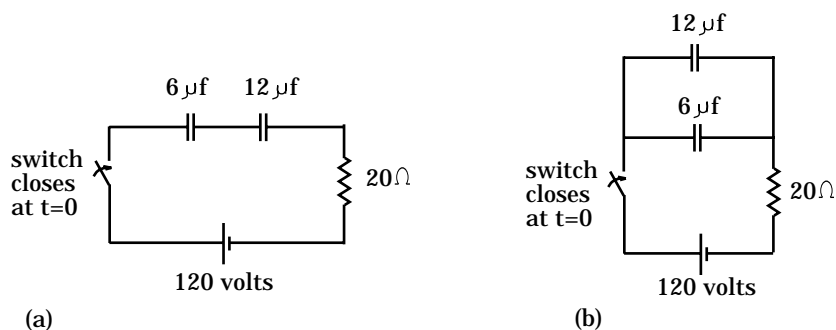 6 μf 12 μf
switch
closes
at t=0
20Ω
120 volts
(a)
12 μf
6 μf
switch
closes
at t=0
20Ω
120 volts
(b)